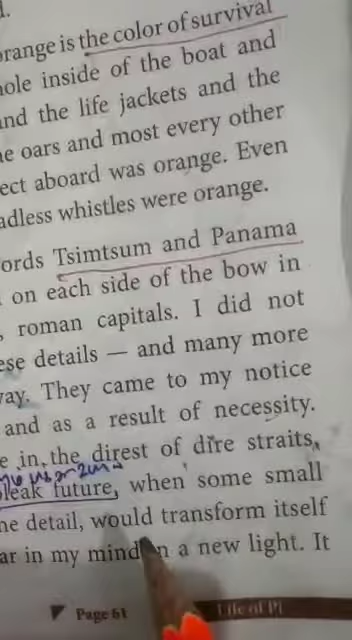 d.
orange is the color of survival
hole inside of the boat and
and the life jackets and the
he oars and most every other
ect aboard was orange. Even
adless whistles were orange.
ords Tsimtsum and Panama
on each side of the bow in
, roman capitals. I did not
ese details — and many more
way. They came to my notice
and as a result of necessity.
e in the direst of dire straits,
leak future, when some small
ne detail, would transform itself
ar in my mind in a new light. It
Page 61
Life of Pi